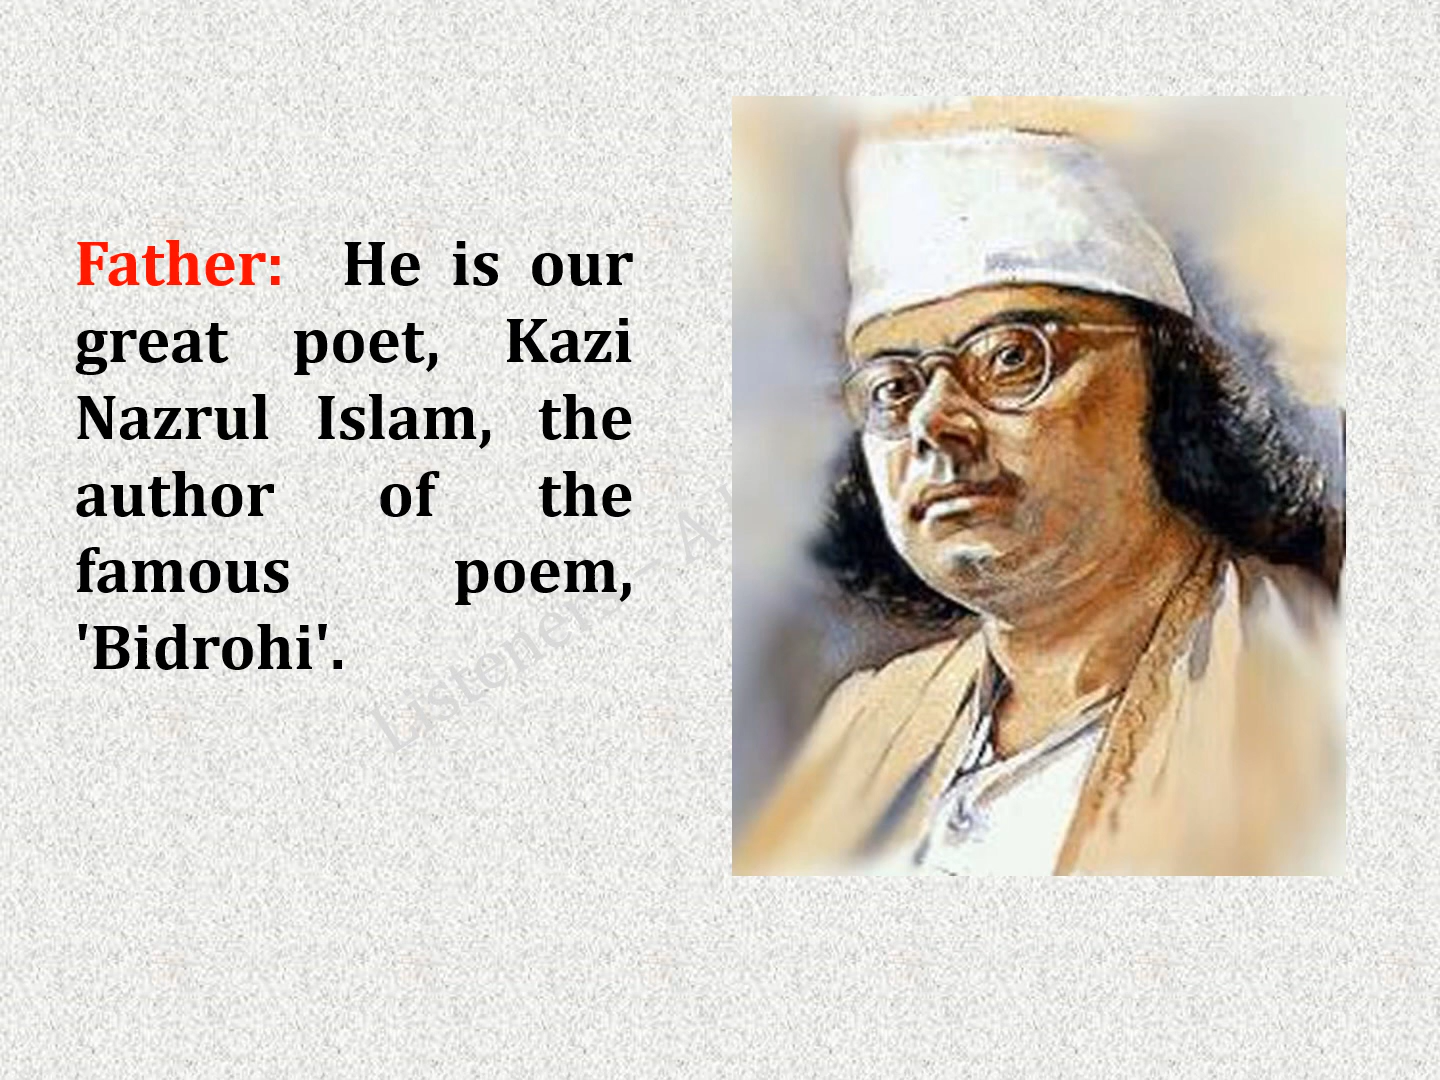 Father: He is our
great poet, Kazi
Nazrul Islam, the
author of the
famous poem,
'Bidrohi'.